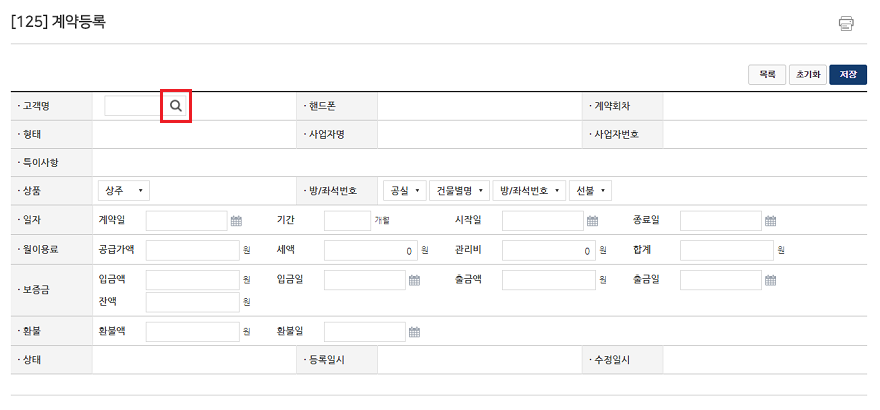 [125] 계약등록
목록 초기화 저장
· 고객명 · 핸드폰 · 계약회차
· 형태 · 사업자명 · 사업자번호
· 특이사항
· 상품 상주 · 방/좌석번호 공실 건물별명 방/좌석번호 선불
· 일자 계약일 기간 개월 시작일 종료일
· 월이용료 공급가액 원 세액 0 원 관리비 0 원 합계 원
· 보증금 입금액 원 입금일 출금액 원 출금일
잔액 원
· 환불 환불액 원 환불일
· 상태 · 등록일시 · 수정일시